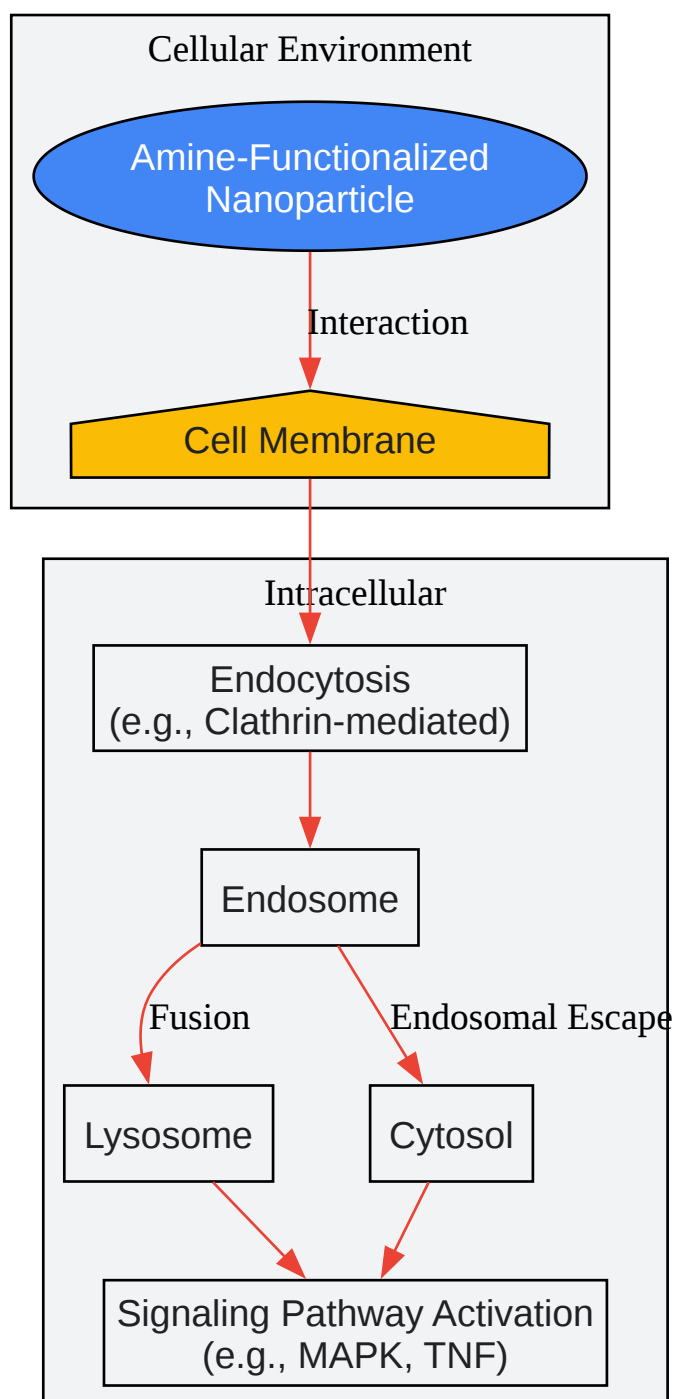 Cellular Environment
Amine-Functionalized
Nanoparticle
Interaction
Cell Membrane
Intracellular
Endocytosis
(e.g., Clathrin-mediated)
Endosome
Fusion
Endosomal Escape
Lysosome
Cytosol
Signaling Pathway Activation
(e.g., MAPK, TNF)